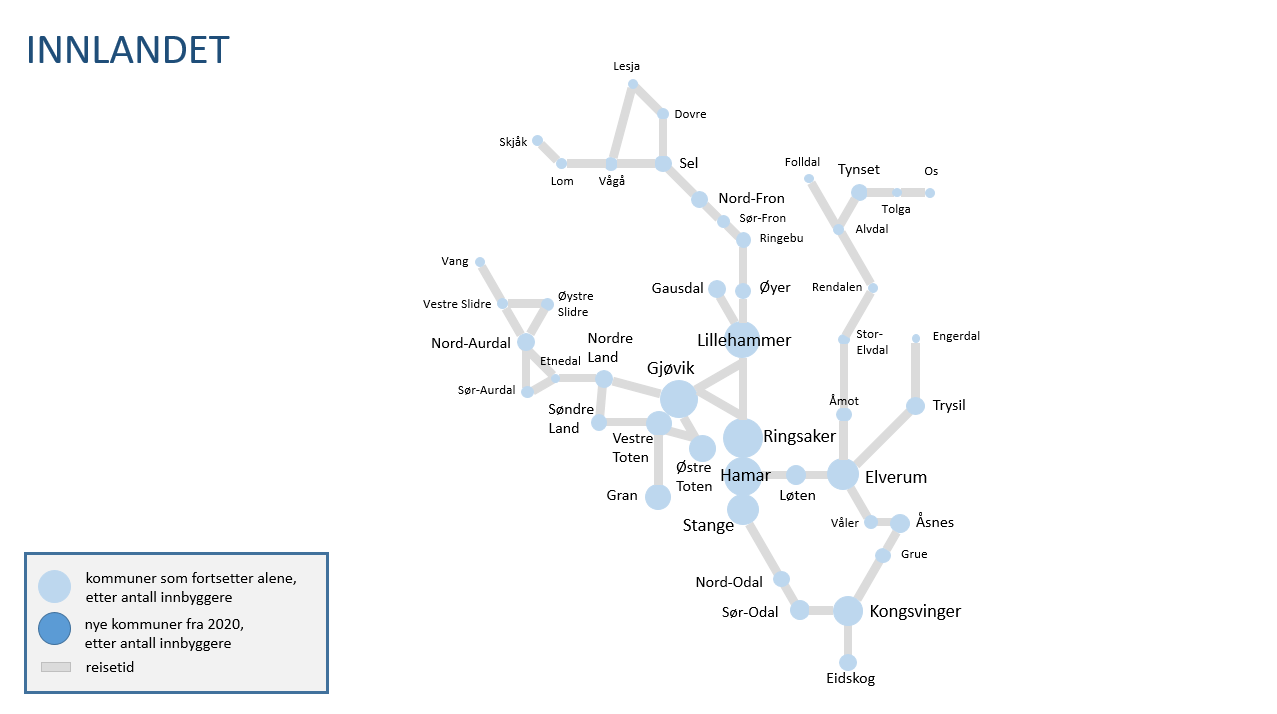 INNLANDET
Lesja
Dovre
Skjåk
Sel
Lom
Vågå
Folldal
Tynset
Os
Tolga
Nord-Fron
Sør-Fron
Ringebu
Alvdal
Vang
Vestre Slidre
Øystre
Slidre
Gausdal
Øyer
Rendalen
Nord-Aurdal
Nordre
Land
Lillehammer
Stor-
Elvdal
Engerdal
Etnedal
Gjøvik
Sør-Aurdal
Søndre
Land
Åmot
Trysil
Vestre
Toten
Ringsaker
Østre
Toten
Hamar
Elverum
Gran
Løten
Stange
Våler
Åsnes
Grue
Nord-Odal
Sør-Odal
Kongsvinger
Eidskog
kommuner som fortsetter alene,
etter antall innbyggere
nye kommuner fra 2020,
etter antall innbyggere
reisetid